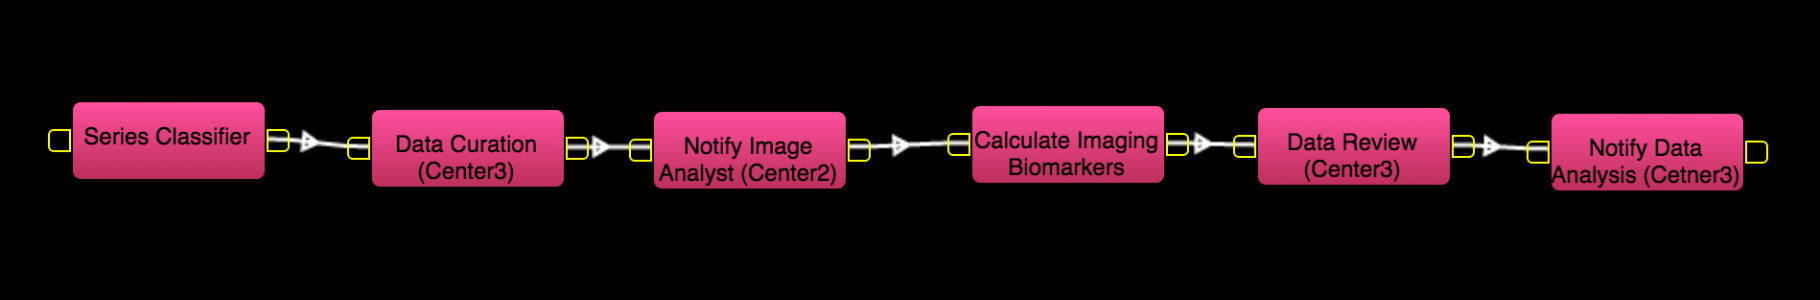 Series Classifier
Data Curation
(Center3)
Notify Image
Analyst (Center2)
Calculate Imaging
Biomarkers
Data Review
(Center3)
Notify Data
Analysis (Cetner3)